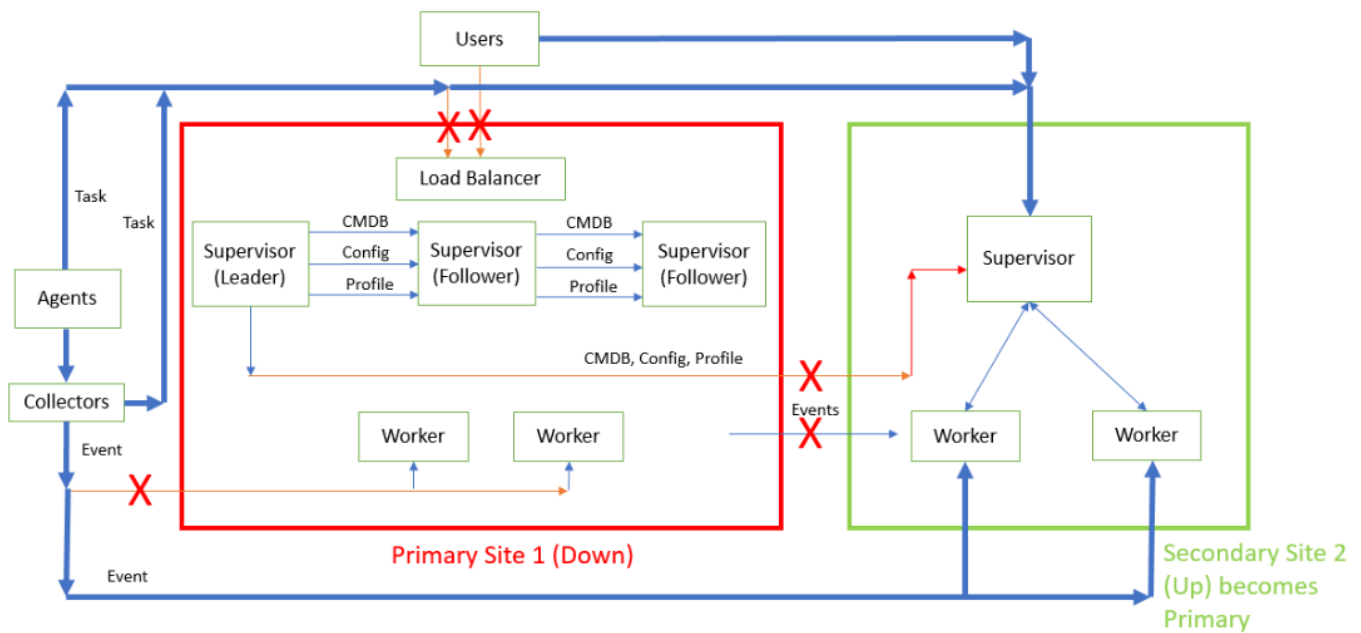 Users
X X
Load Balancer
Task
Task
CMDB
CMDB
Supervisor
(Leader)
Config
Supervisor
(Follower)
Config
Supervisor
(Follower)
Profile
Profile
Supervisor
Agents
CMDB, Config, Profile
X
Collectors
Events
X
Event
Worker
Worker
Worker
Worker
X
Primary Site 1 (Down)
Secondary Site 2
(Up) becomes
Primary
Event